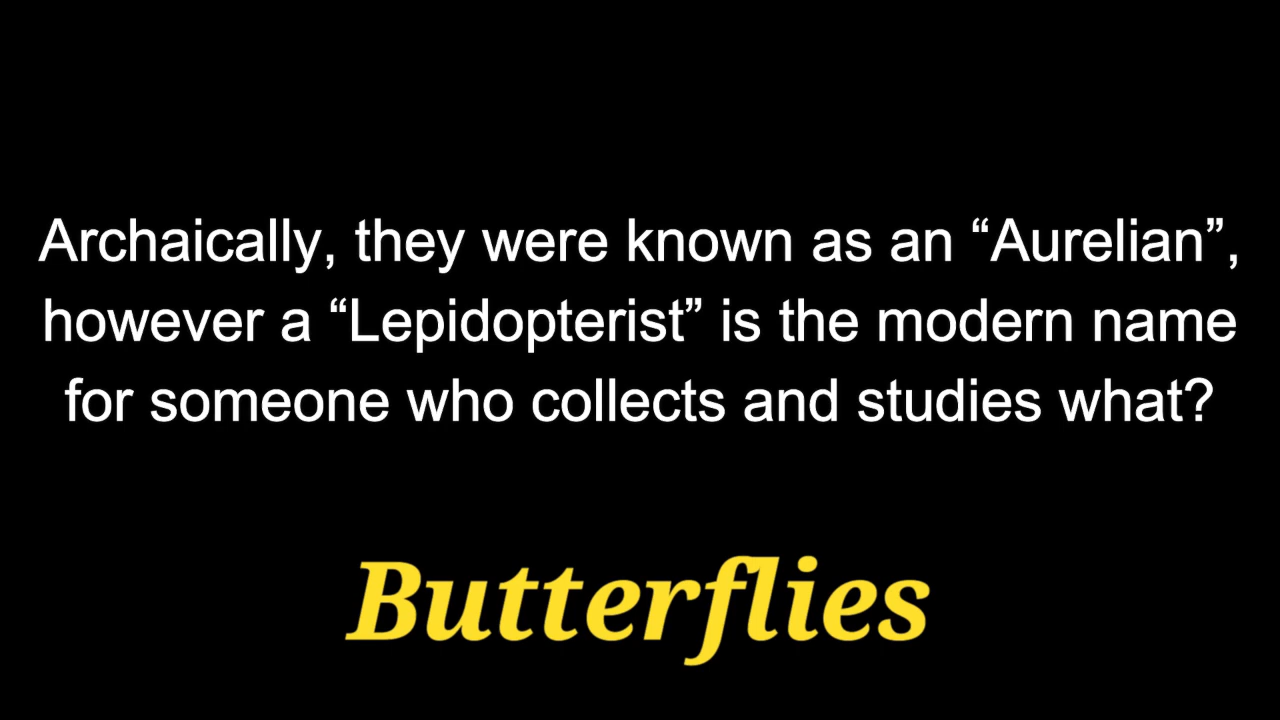 Archaically, they were known as an “Aurelian”,
however a “Lepidopterist” is the modern name
for someone who collects and studies what?
Butterflies